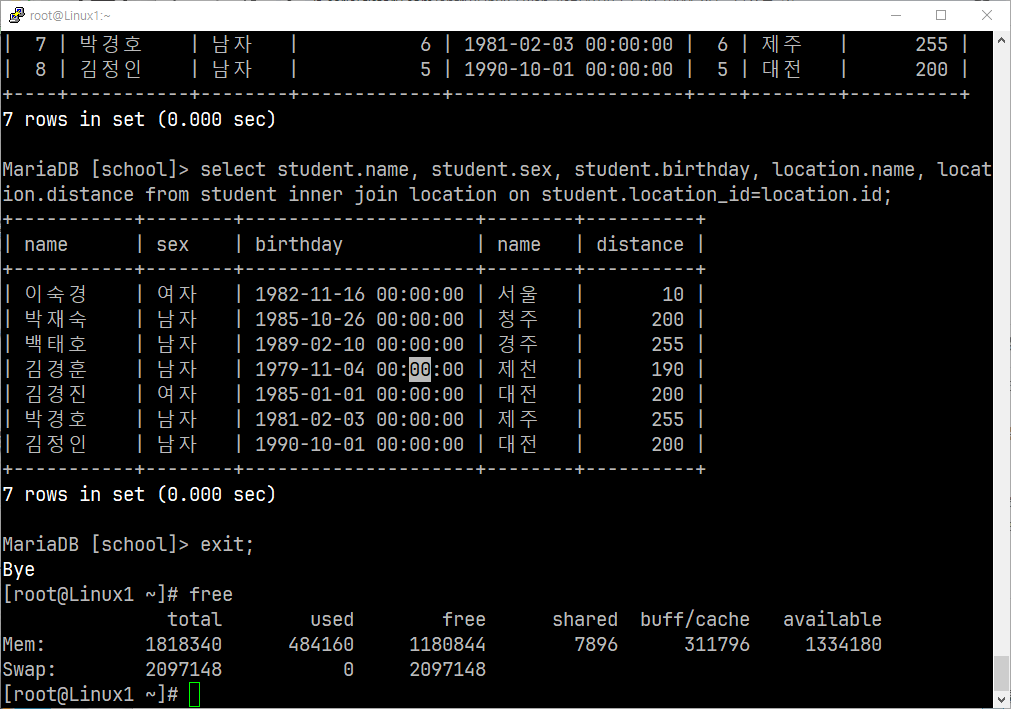 root@Linux1:~
|  7 | 박경호    | 남자   |           6 | 1981-02-03 00:00:00 |  6 | 제주   |      255 |
|  8 | 김정인    | 남자   |           5 | 1990-10-01 00:00:00 |  5 | 대전   |      200 |
+----+-----------+--------+-------------+---------------------+----+--------+----------+
7 rows in set (0.000 sec)
MariaDB [school]> select student.name, student.sex, student.birthday, location.name, locat
ion.distance from student inner join location on student.location_id=location.id;
+-----------+--------+---------------------+--------+----------+
| name      | sex    | birthday            | name   | distance |
+-----------+--------+---------------------+--------+----------+
| 이숙경    | 여자   | 1982-11-16 00:00:00 | 서울   |       10 |
| 박재숙    | 남자   | 1985-10-26 00:00:00 | 청주   |      200 |
| 백태호    | 남자   | 1989-02-10 00:00:00 | 경주   |      255 |
| 김경훈    | 남자   | 1979-11-04 00:00:00 | 제천   |      190 |
| 김경진    | 여자   | 1985-01-01 00:00:00 | 대전   |      200 |
| 박경호    | 남자   | 1981-02-03 00:00:00 | 제주   |      255 |
| 김정인    | 남자   | 1990-10-01 00:00:00 | 대전   |      200 |
+-----------+--------+---------------------+--------+----------+
7 rows in set (0.000 sec)
MariaDB [school]> exit;
Bye
[root@Linux1 ~]# free
               total        used        free      shared  buff/cache   available
Mem:         1818340      484160     1180844        7896      311796     1334180
Swap:        2097148           0     2097148
[root@Linux1 ~]#